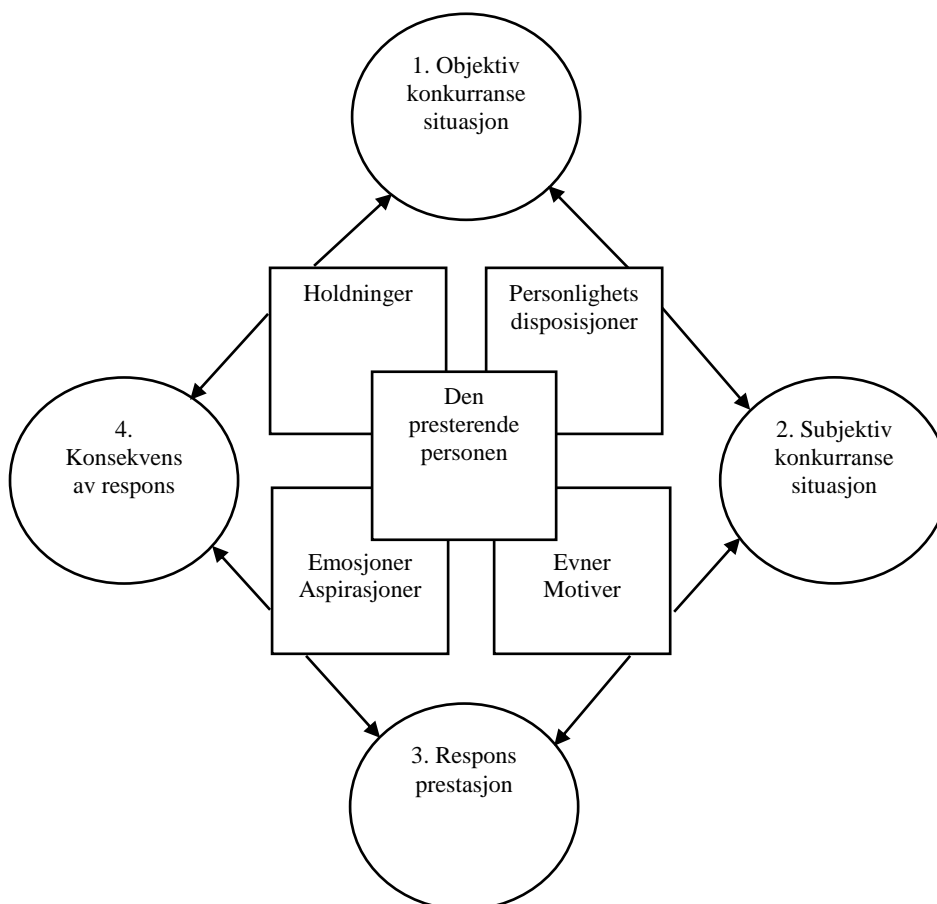 1. Objektiv
konkurranse
situasjon
Holdninger
Personlighets
disposisjoner
Den
presterende
personen
4.
Konsekvens
av respons
2. Subjektiv
konkurranse
situasjon
Emosjoner
Aspirasjoner
Evner
Motiver
3. Respons
prestasjon